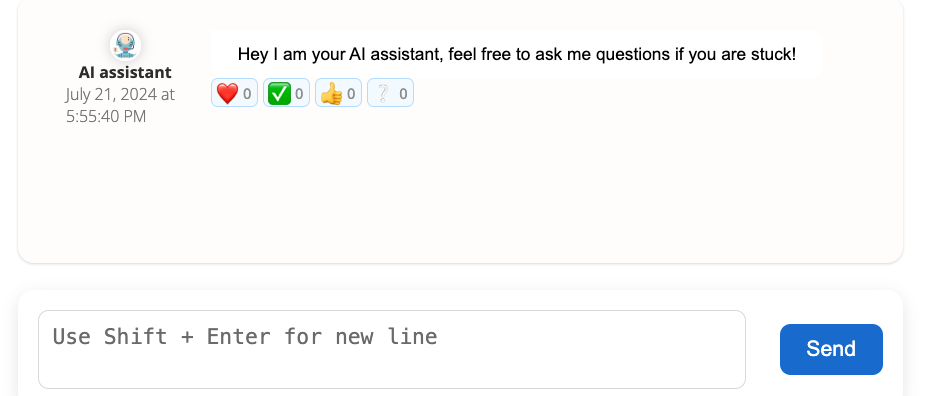 Hey I am your AI assistant, feel free to ask me questions if you are stuck!
AI assistant
July 21, 2024 at
5:55:40 PM
❤️ 0 ✅ 0 👍 0 ❔ 0
Use Shift + Enter for new line
Send